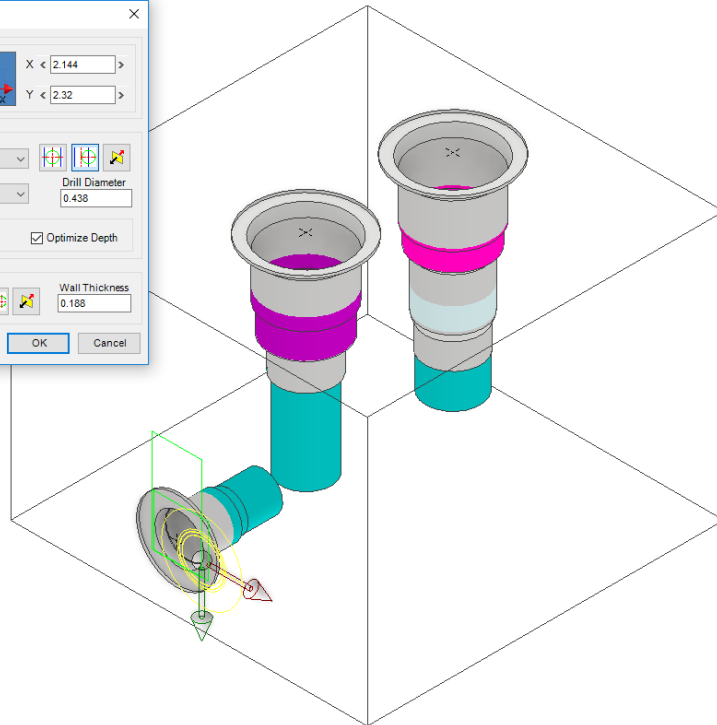 X < 2.144 >
X
Y < 2.32 >
Drill Diameter
0.438
Optimize Depth
Wall Thickness
0.188
OK
Cancel